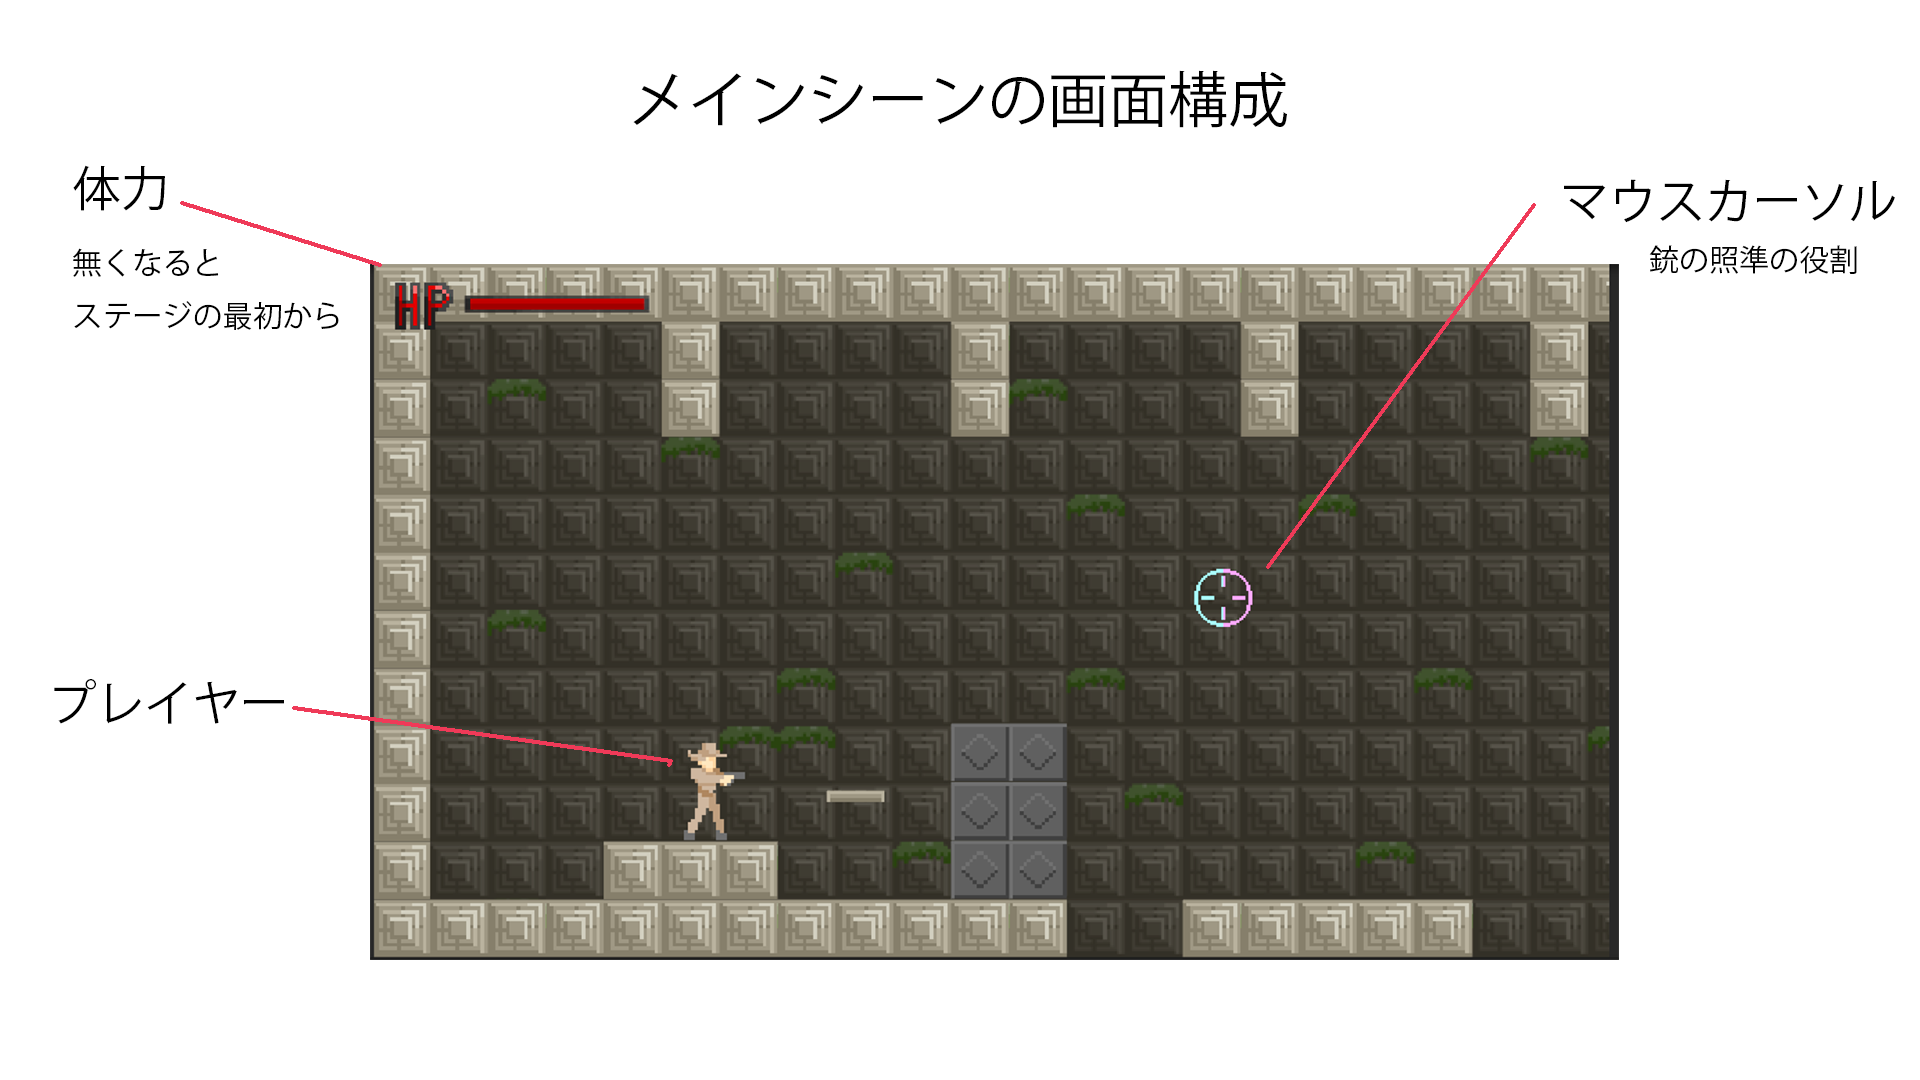 メインシーンの画面構成
体力
無くなると
ステージの最初から
マウスカーソル
銃の照準の役割
HP
プレイヤー